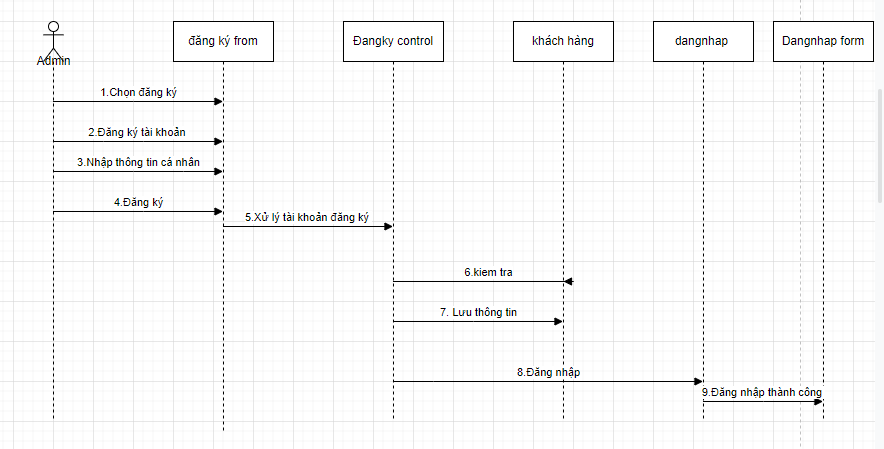 Admin
đăng ký from
Đangky control
khách hàng
dangnhap
Dangnhap form
1.Chọn đăng ký
2.Đăng ký tài khoản
3.Nhập thông tin cá nhân
4.Đăng ký
5.Xử lý tài khoản đăng ký
6.kiem tra
7. Lưu thông tin
8.Đăng nhập
9.Đăng nhập thành công